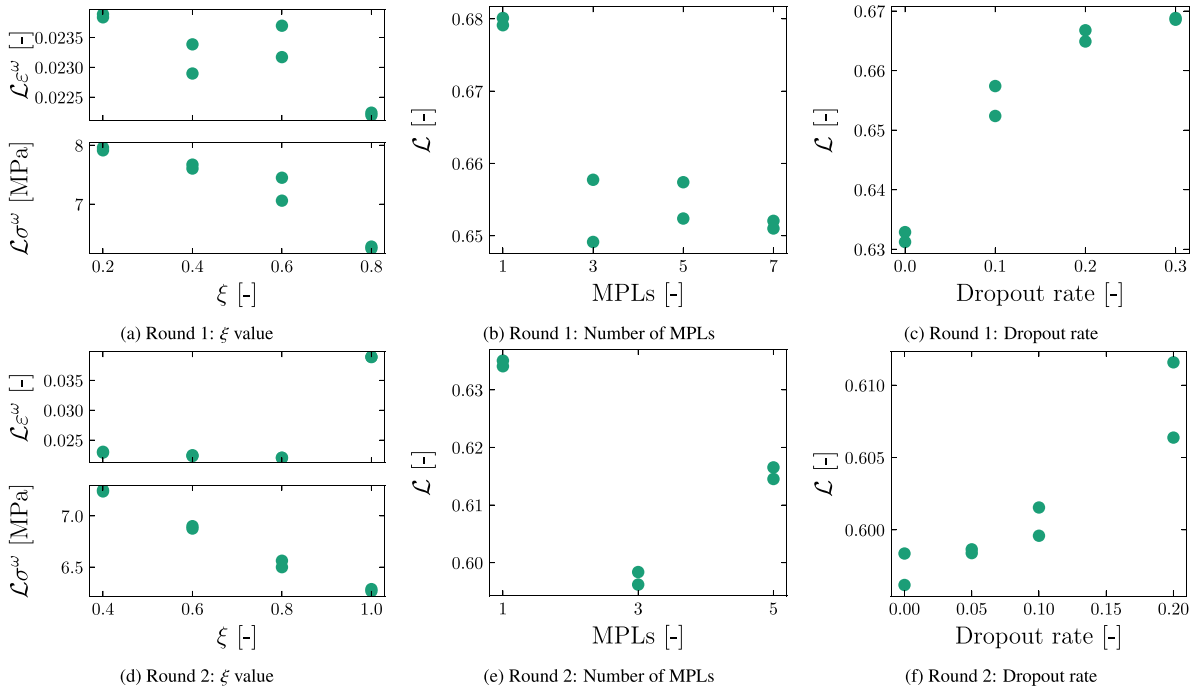 0.0235
0.0230
0.0225
ℒεω [-]
8
7
ℒσω [MPa]
0.2 0.4 0.6 0.8
ξ [-]
(a) Round 1: ξ value
0.68
0.67
0.66
0.65
ℒ [-]
1 3 5 7
MPLs [-]
(b) Round 1: Number of MPLs
0.67
0.66
0.65
0.64
0.63
ℒ [-]
0.0 0.1 0.2 0.3
Dropout rate [-]
(c) Round 1: Dropout rate
0.035
0.030
0.025
ℒεω [-]
7.0
6.5
ℒσω [MPa]
0.4 0.6 0.8 1.0
ξ [-]
(d) Round 2: ξ value
0.63
0.62
0.61
0.60
ℒ [-]
1 3 5
MPLs [-]
(e) Round 2: Number of MPLs
0.610
0.605
0.600
ℒ [-]
0.00 0.05 0.10 0.15 0.20
Dropout rate [-]
(f) Round 2: Dropout rate